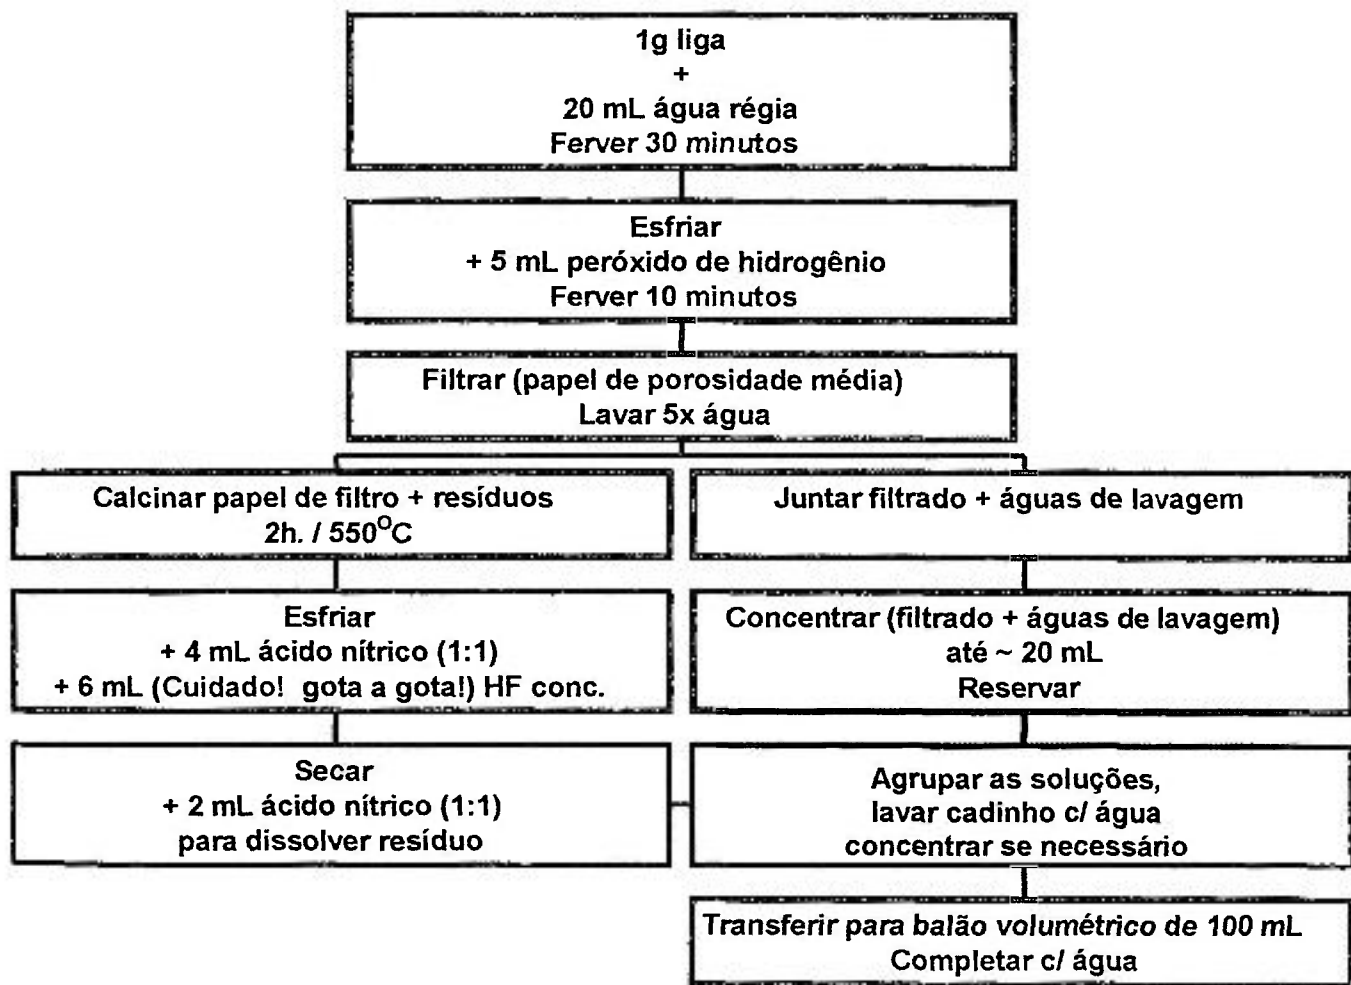 1g liga
+
20 mL água régia
Ferver 30 minutos
Esfriar
+ 5 mL peróxido de hidrogênio
Ferver 10 minutos
Filtrar (papel de porosidade média)
Lavar 5x água
Calcinar papel de filtro + resíduos
2h. / 550°C
Juntar filtrado + águas de lavagem
Esfriar
+ 4 mL ácido nítrico (1:1)
+ 6 mL (Cuidado! gota a gota!) HF conc.
Concentrar (filtrado + águas de lavagem)
até ~ 20 mL
Reservar
Secar
+ 2 mL ácido nítrico (1:1)
para dissolver resíduo
Agrupar as soluções,
lavar cadinho c/ água
concentrar se necessário
Transferir para balão volumétrico de 100 mL
Completar c/ água